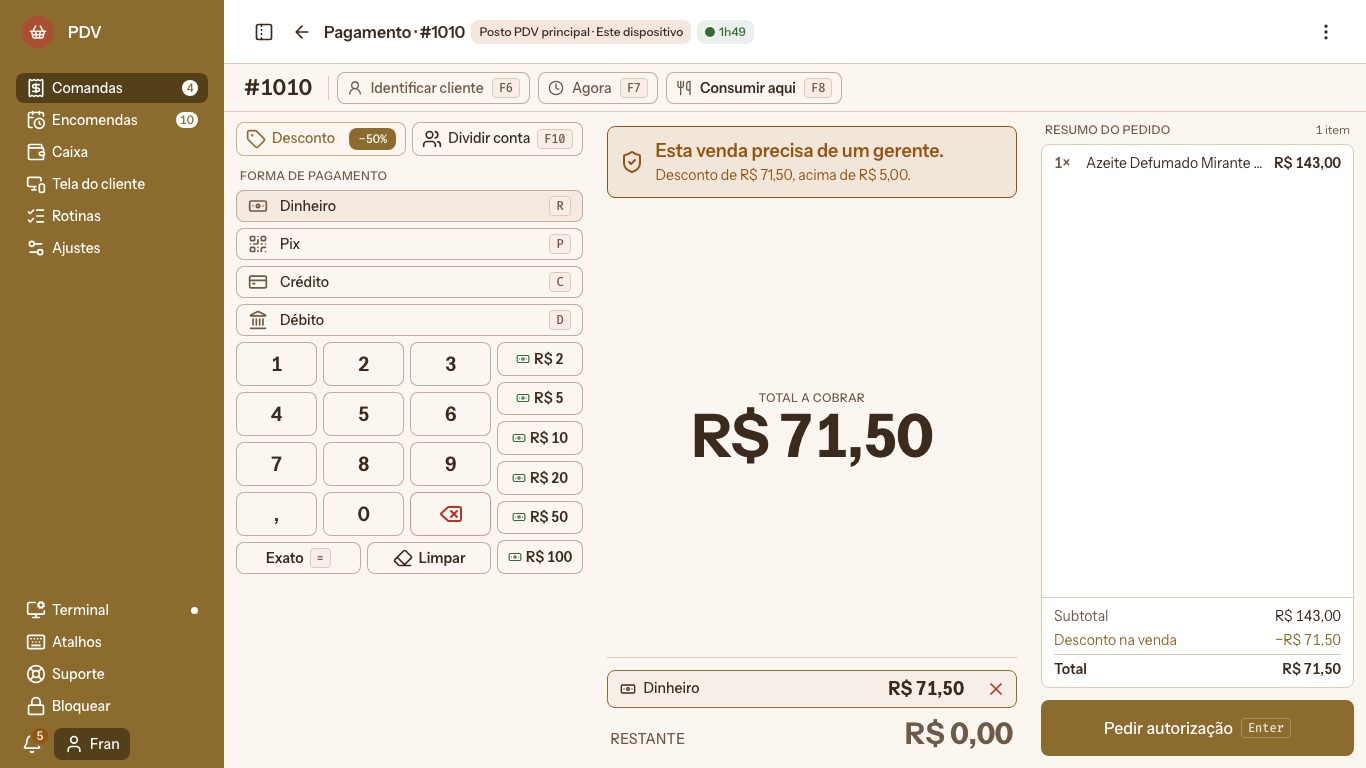 PDV
Comandas 4
Encomendas 10
Caixa
Tela do cliente
Rotinas
Ajustes
Terminal
Atalhos
Suporte
Bloquear
5
Fran
Pagamento · #1010
Posto PDV principal · Este dispositivo
1h49
#1010
Identificar cliente F6
Agora F7
Consumir aqui F8
Desconto −50%
Dividir conta F10
FORMA DE PAGAMENTO
Dinheiro R
Pix P
Crédito C
Débito D
1 2 3 R$ 2
4 5 6 R$ 5
R$ 10
7 8 9 R$ 20
, 0 R$ 50
Exato = Limpar R$ 100
Esta venda precisa de um gerente.
Desconto de R$ 71,50, acima de R$ 5,00.
TOTAL A COBRAR
R$ 71,50
Dinheiro R$ 71,50
RESTANTE R$ 0,00
RESUMO DO PEDIDO 1 item
1× Azeite Defumado Mirante ... R$ 143,00
Subtotal R$ 143,00
Desconto na venda −R$ 71,50
Total R$ 71,50
Pedir autorização Enter